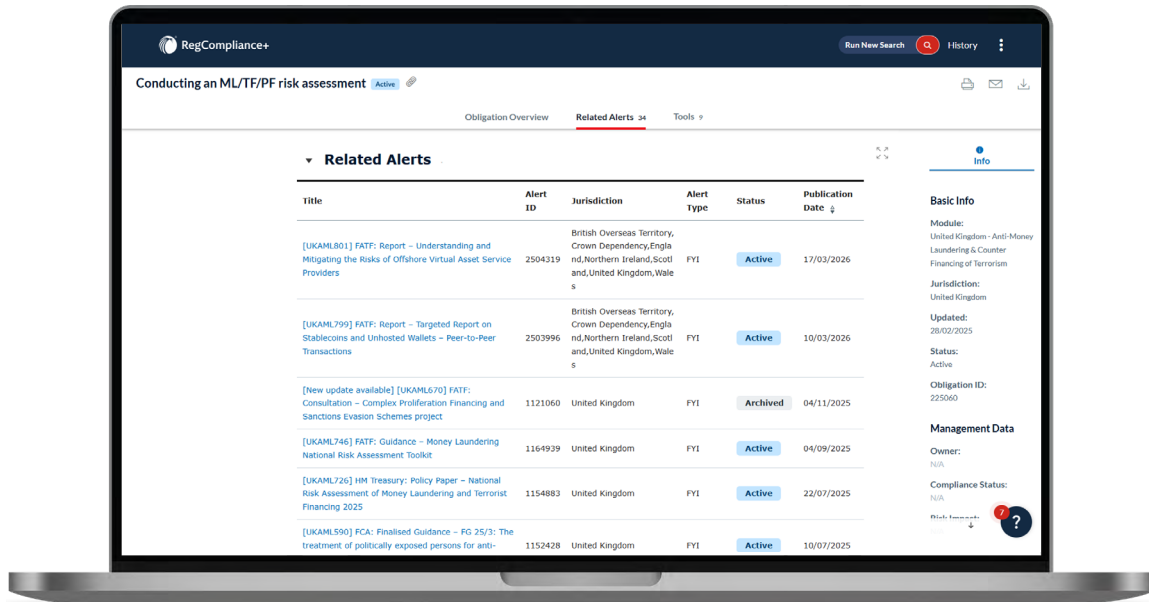 RegCompliance+
Run New Search
History
Conducting an ML/TF/PF risk assessment Active
Obligation Overview
Related Alerts 34
Tools 9
Related Alerts
Title
Alert
ID
Jurisdiction
Alert
Type
Status
Publication
Date
[UKAML801] FATF: Report – Understanding and
Mitigating the Risks of Offshore Virtual Asset Service
Providers
2504319
British Overseas Territory,
Crown Dependency,Engla
nd,Northern Ireland,Scotl
and,United Kingdom,Wale
s
FYI
Active
17/03/2026
[UKAML799] FATF: Report – Targeted Report on
Stablecoins and Unhosted Wallets – Peer-to-Peer
Transactions
2503996
British Overseas Territory,
Crown Dependency,Engla
nd,Northern Ireland,Scotl
and,United Kingdom,Wale
s
FYI
Active
10/03/2026
[New update available] [UKAML670] FATF:
Consultation – Complex Proliferation Financing and
Sanctions Evasion Schemes project
1121060
United Kingdom
FYI
Archived
04/11/2025
[UKAML746] FATF: Guidance – Money Laundering
National Risk Assessment Toolkit
1164939
United Kingdom
FYI
Active
04/09/2025
[UKAML726] HM Treasury: Policy Paper – National
Risk Assessment of Money Laundering and Terrorist
Financing 2025
1154883
United Kingdom
FYI
Active
22/07/2025
[UKAML590] FCA: Finalised Guidance – FG 25/3: The
treatment of politically exposed persons for anti-
1152428
United Kingdom
FYI
Active
10/07/2025
Info
Basic Info
Module:
United Kingdom - Anti-Money
Laundering & Counter
Financing of Terrorism
Jurisdiction:
United Kingdom
Updated:
28/02/2025
Status:
Active
Obligation ID:
225060
Management Data
Owner:
N/A
Compliance Status:
N/A
Risk Impact:
7
?